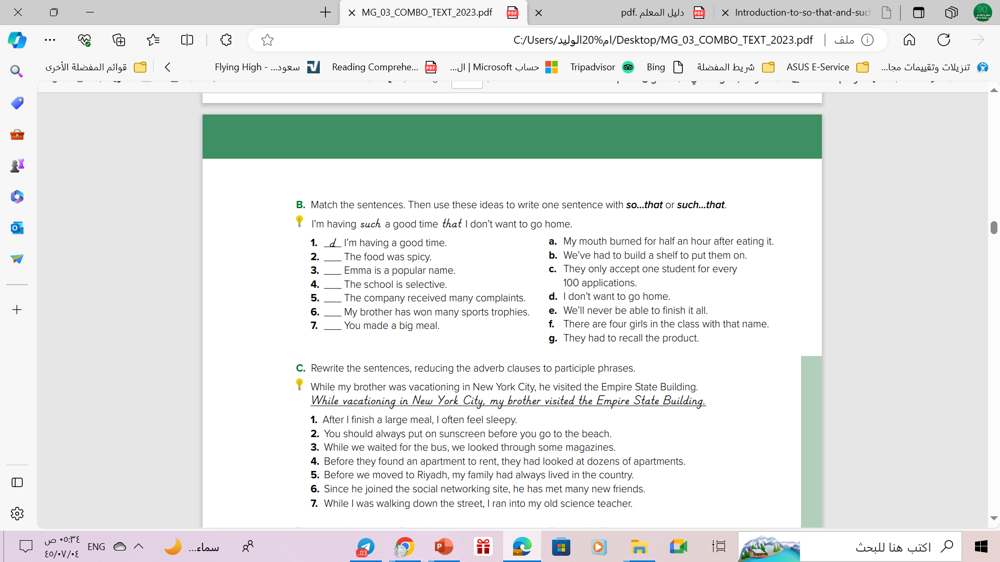 MG_03_COMBO_TEXT_2023.pdf
دليل المعلم .pdf
Introduction-to-so-that-and-suc
C:/Users/ام%20الوليد/Desktop/MG_03_COMBO_TEXT_2023.pdf
ملف
قوائم المفضلة الأخرى
Flying High - سعود...
Reading Comprehe...
حساب Microsoft | ال...
Tripadvisor
Bing
شريط المفضلة
ASUS E-Service
تنزيلات وتقييمات مجا...
B. Match the sentences. Then use these ideas to write one sentence with so...that or such...that.
I'm having such a good time that I don't want to go home.
1. d I'm having a good time.
2. ___ The food was spicy.
3. ___ Emma is a popular name.
4. ___ The school is selective.
5. ___ The company received many complaints.
6. ___ My brother has won many sports trophies.
7. ___ You made a big meal.
a. My mouth burned for half an hour after eating it.
b. We've had to build a shelf to put them on.
c. They only accept one student for every
100 applications.
d. I don't want to go home.
e. We'll never be able to finish it all.
f. There are four girls in the class with that name.
g. They had to recall the product.
C. Rewrite the sentences, reducing the adverb clauses to participle phrases.
While my brother was vacationing in New York City, he visited the Empire State Building.
While vacationing in New York City, my brother visited the Empire State Building.
1. After I finish a large meal, I often feel sleepy.
2. You should always put on sunscreen before you go to the beach.
3. While we waited for the bus, we looked through some magazines.
4. Before they found an apartment to rent, they had looked at dozens of apartments.
5. Before we moved to Riyadh, my family had always lived in the country.
6. Since he joined the social networking site, he has met many new friends.
7. While I was walking down the street, I ran into my old science teacher.
٠٥:٣٤ ص
٤٥/٠٧/٠٤
ENG
سماء...
..03
اكتب هنا للبحث